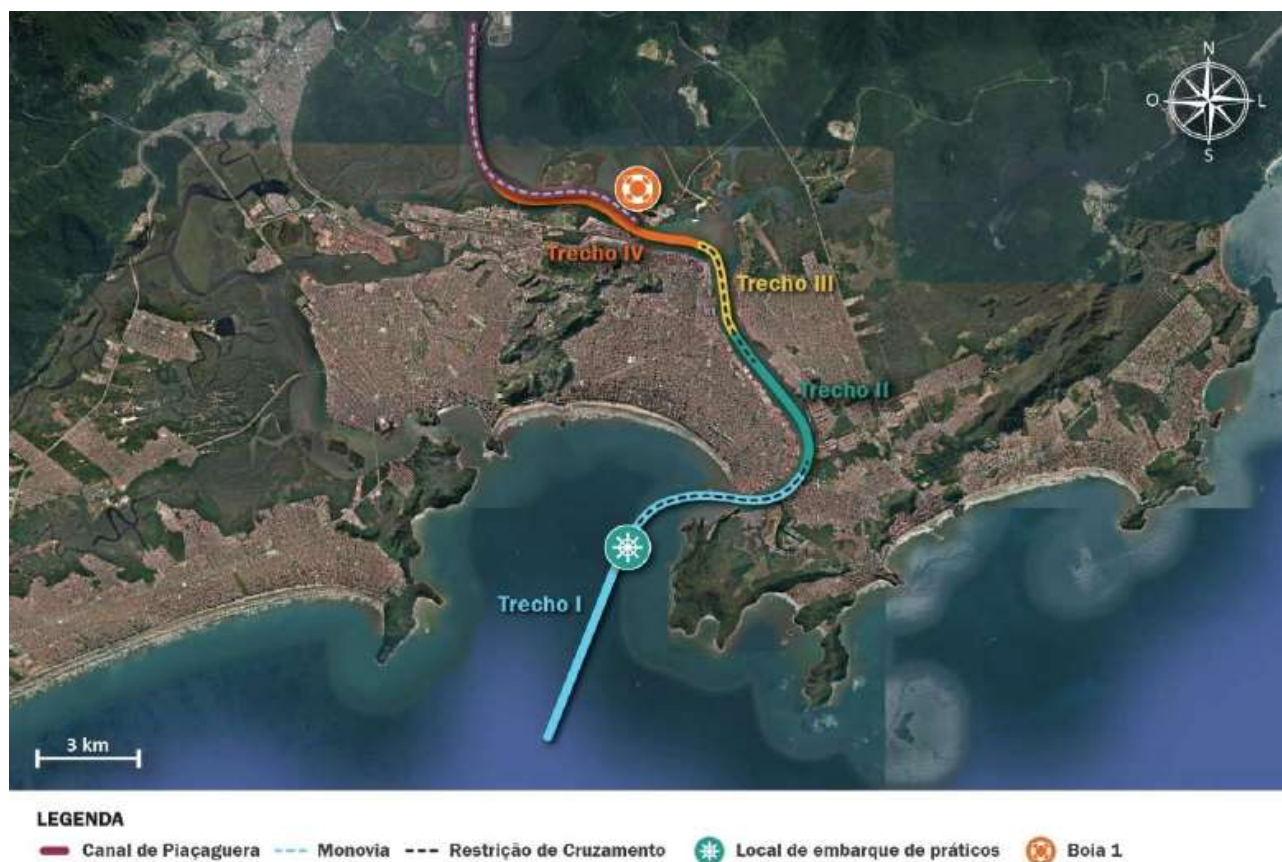 N
O L
S
Trecho IV
Trecho III
Trecho II
Trecho I
3 km
LEGENDA
Canal de Piaçaguera Monovia Restrição de Cruzamento Local de embarque de práticos Boia 1